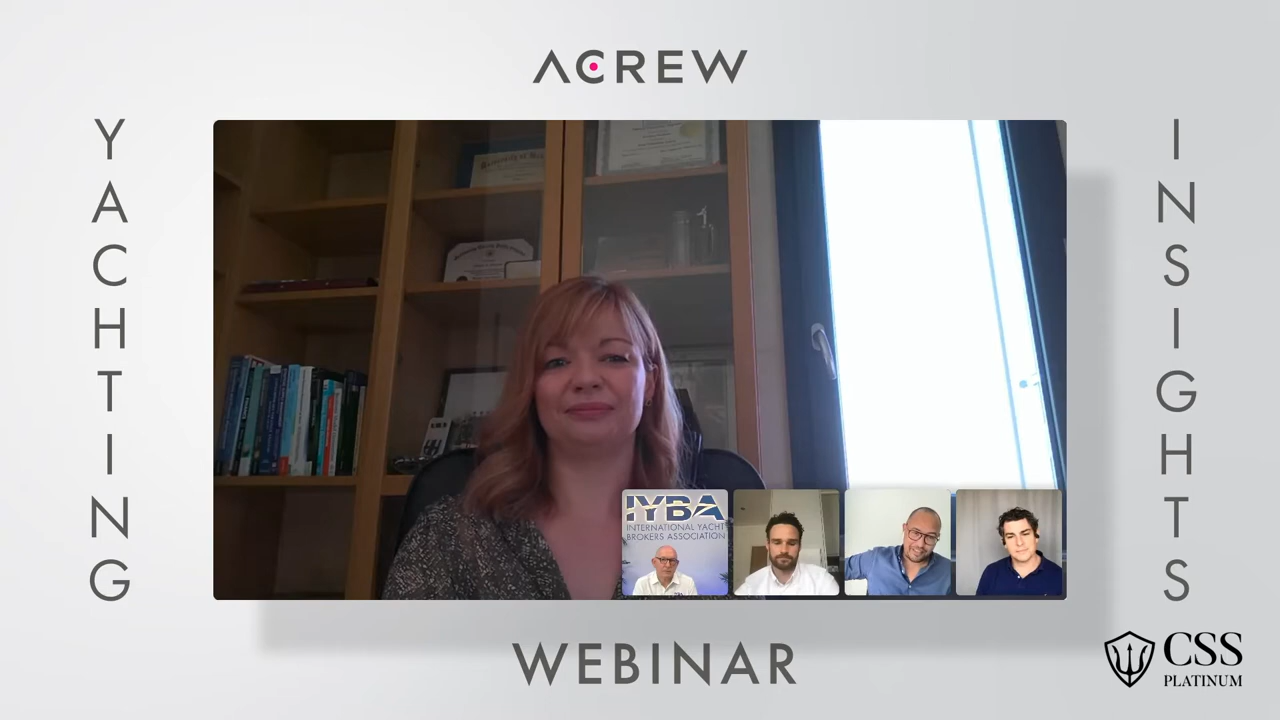 ACREW
YACHTING
INSIGHTS
IYBA
INTERNATIONAL YACHT
BROKERS ASSOCIATION
WEBINAR
CSS
PLATINUM